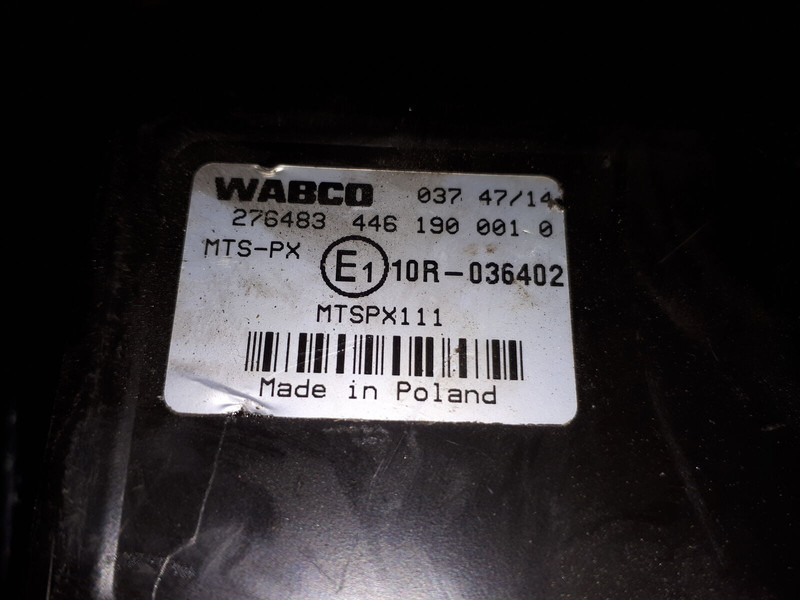 WABCO 037 47/14
276483 446 190 001 0
MTS-PX E1 10R-036402
MTSPX111
Made in Poland